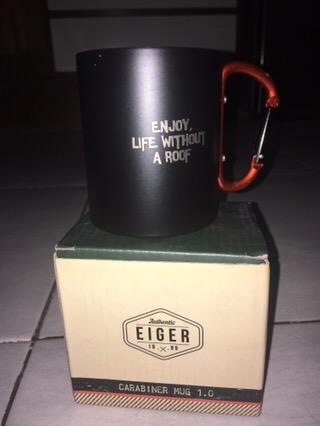 ENJOY,
LIFE WITHOUT
A ROOF
Authentic
EIGER
19 89
CARABINER MUG 1.0